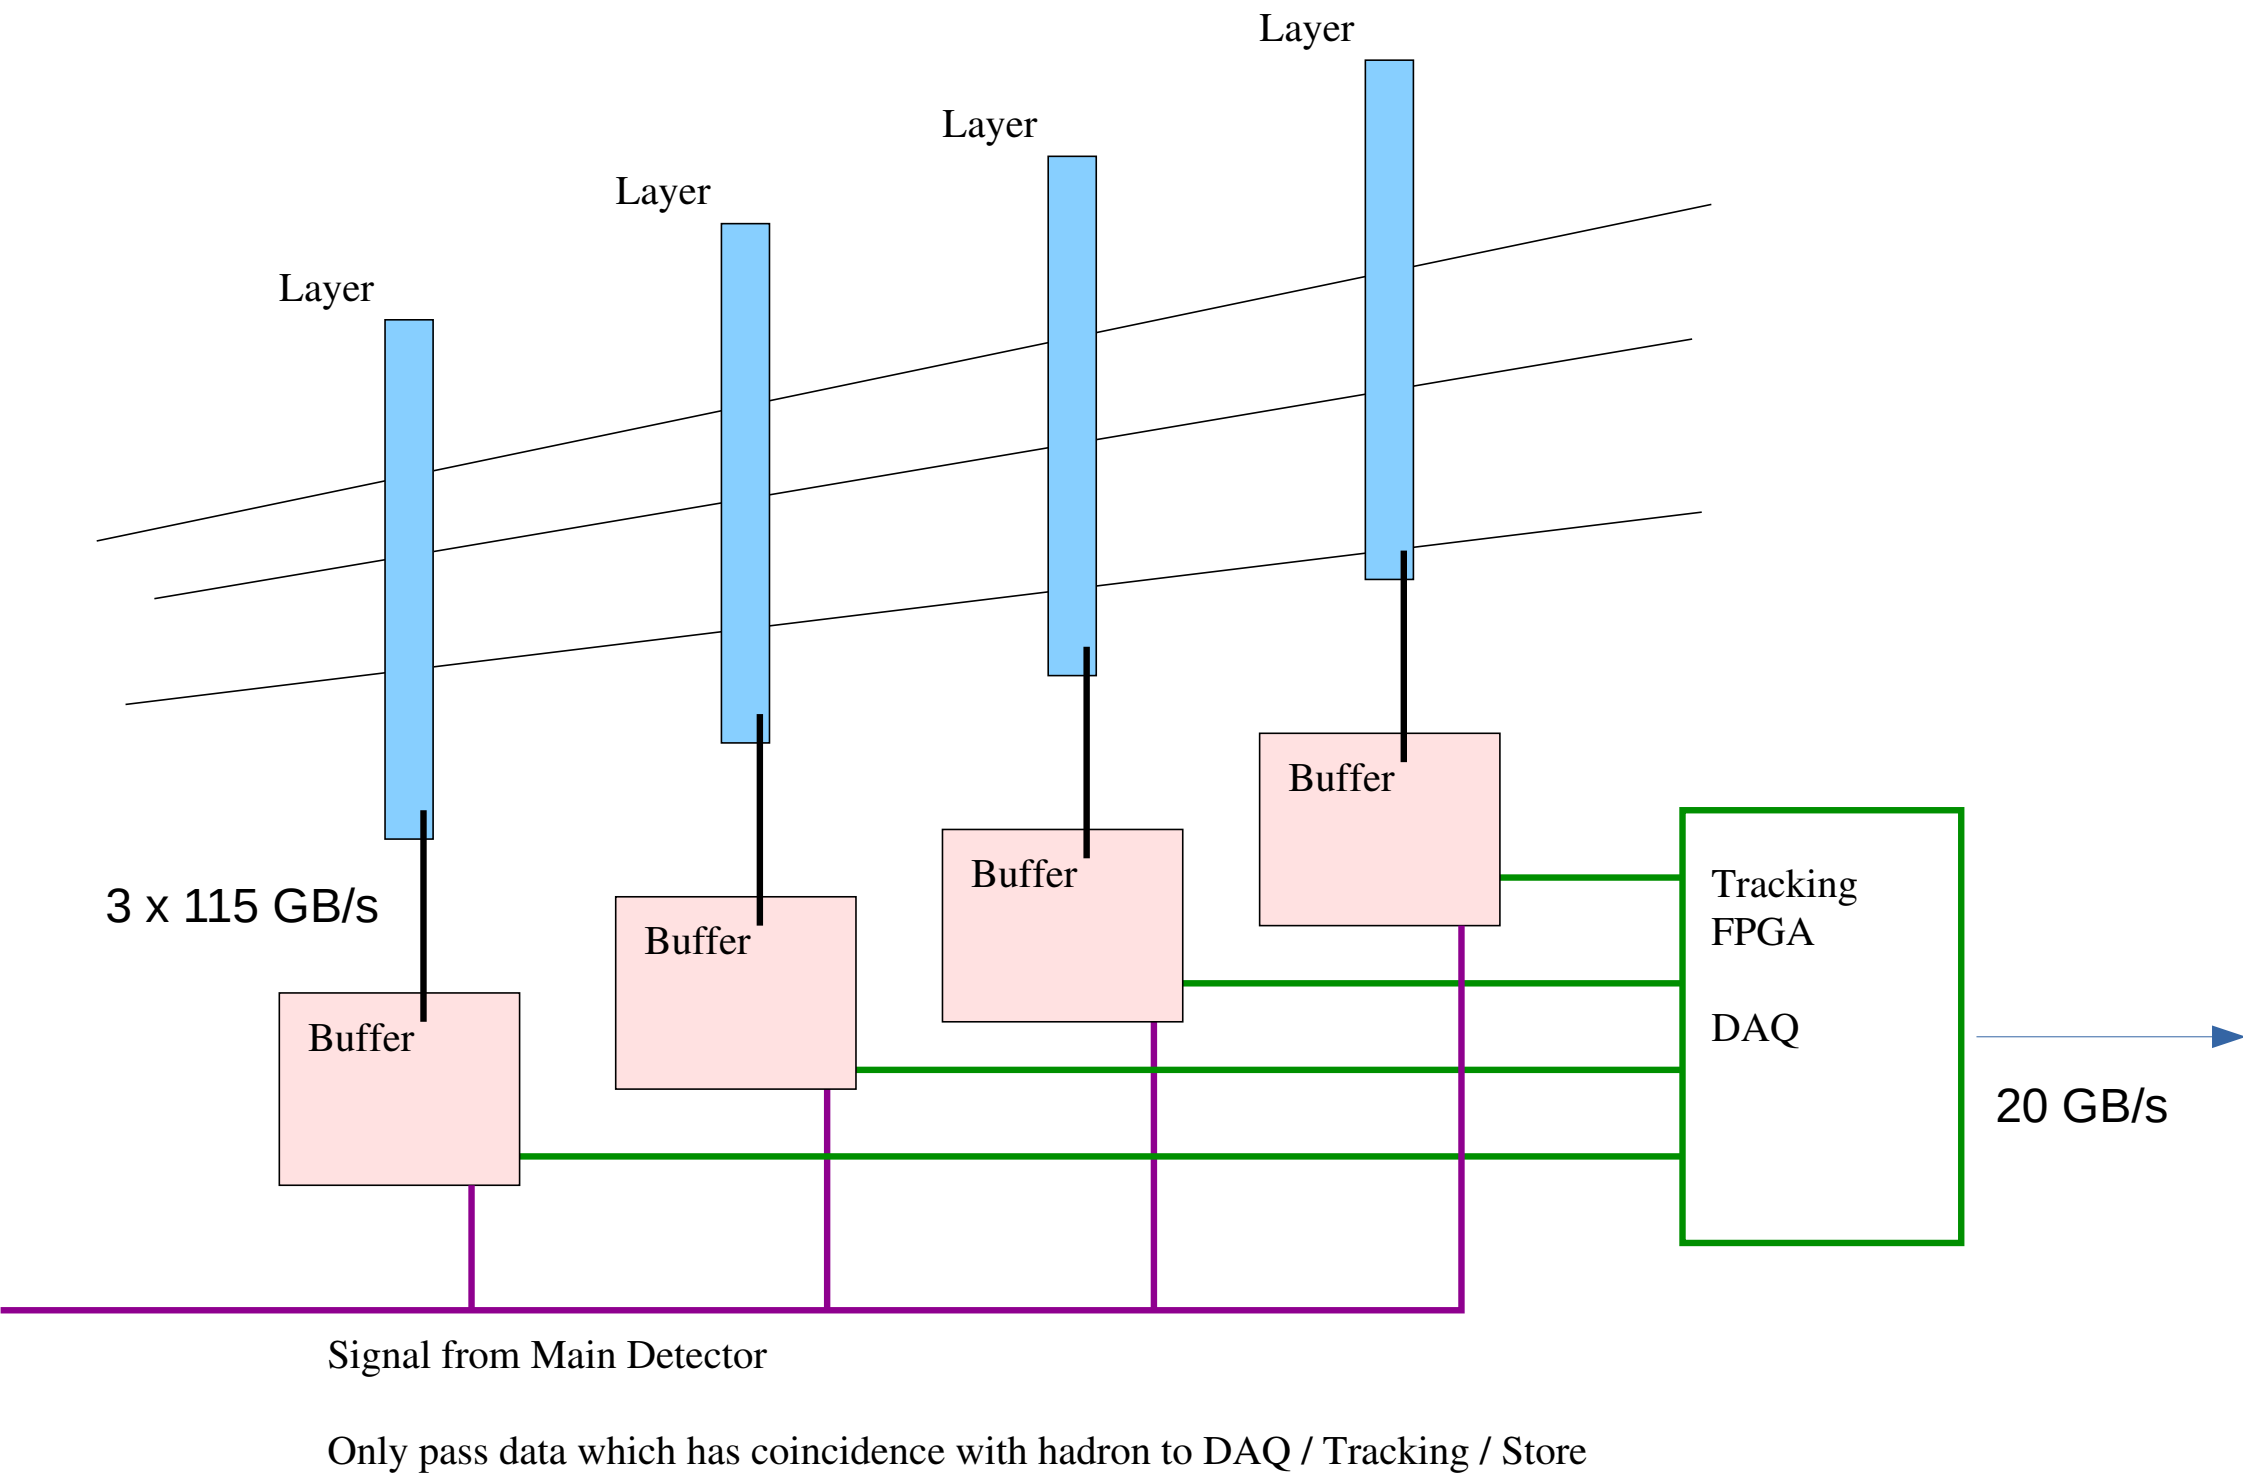 Layer
Layer
Layer
Layer
Buffer
Buffer
3 x 115 GB/s
Buffer
Buffer
Tracking
FPGA
DAQ
20 GB/s
Signal from Main Detector
Only pass data which has coincidence with hadron to DAQ / Tracking / Store